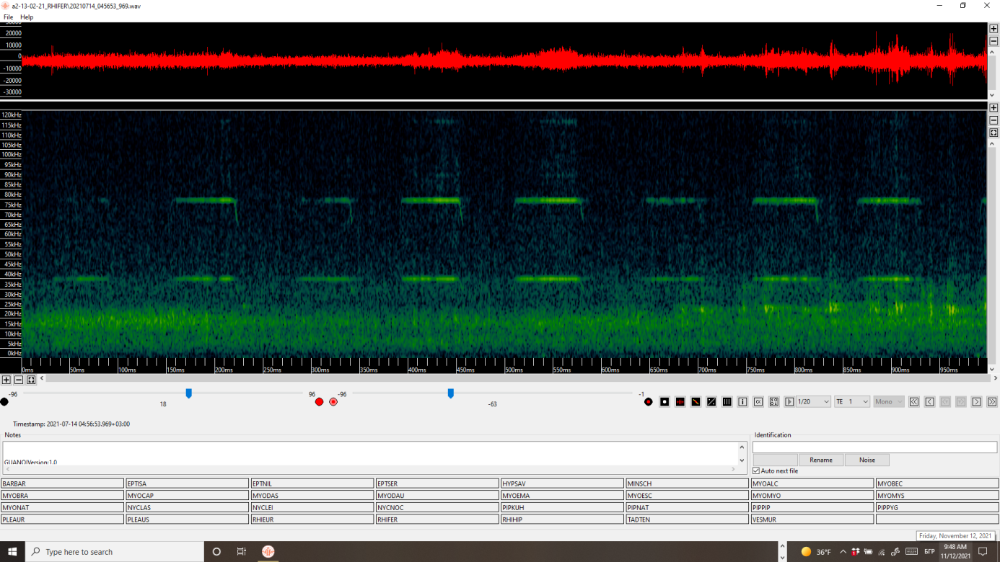 a2-13-02-21_RHIFER\20210714_045653_969.wav
File Help
20000
10000
0
-10000
-20000
-30000
120kHz
115kHz
110kHz
105kHz
100kHz
95kHz
90kHz
85kHz
80kHz
75kHz
70kHz
65kHz
60kHz
55kHz
50kHz
45kHz
40kHz
35kHz
30kHz
25kHz
20kHz
15kHz
10kHz
5kHz
0kHz
0ms 50ms 100ms 150ms 200ms 250ms 300ms 350ms 400ms 450ms 500ms 550ms 600ms 650ms 700ms 750ms 800ms 850ms 900ms 950ms
-96 96 -96 -1
18 -63
1/20 TE 1 Mono
Timestamp: 2021-07-14 04:56:53.969+03:00
Notes
GUANO|Version:1.0
Identification
Rename Noise
Auto next file
BARBAR EPTISA EPTNIL EPTSER HYPSAV MINSCH MYOALC MYOBEC
MYOBRA MYOCAP MYODAS MYODAU MYOEMA MYOESC MYOMYO MYOMYS
MYONAT NYCLAS NYCLEI NYCNOC PIPKUH PIPNAT PIPPIP PIPPYG
PLEAUR PLEAUS RHIEUR RHIFER RHIHIP TADTEN VESMUR
Friday, November 12, 2021
Type here to search
36°F
1
БГР
9:48 AM
11/12/2021